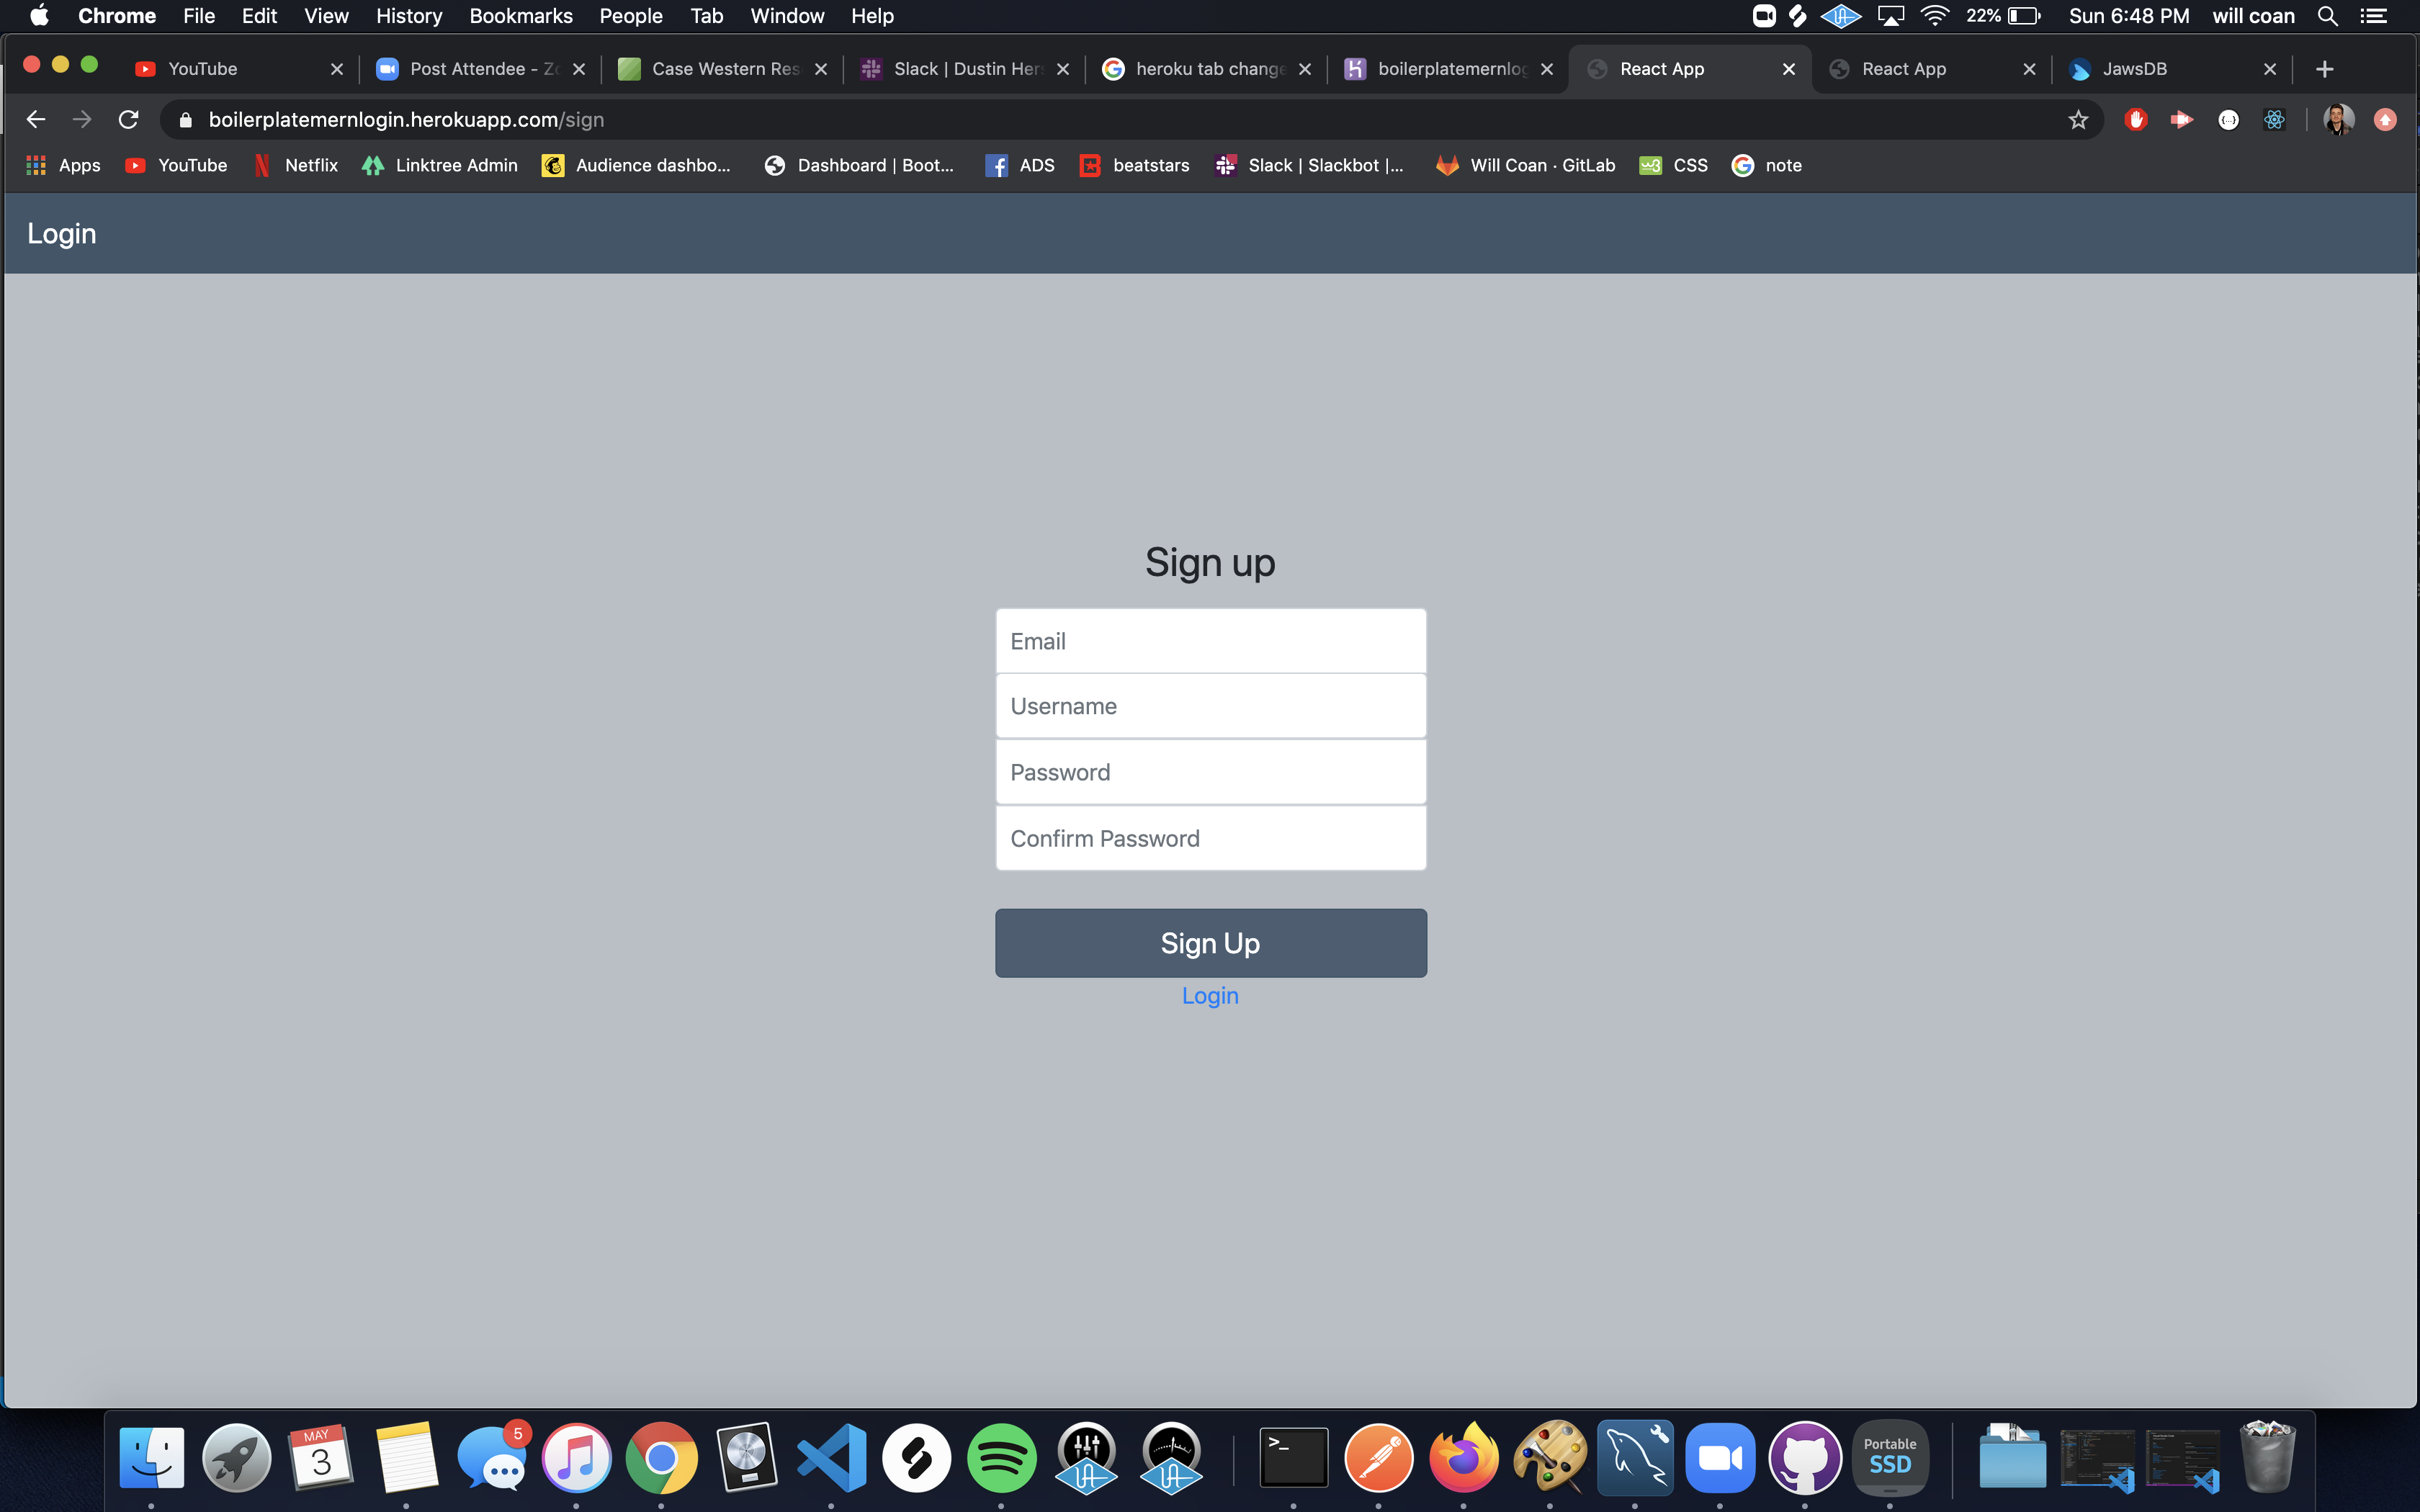 Chrome File Edit View History Bookmarks People Tab Window Help 22% Sun 6:48 PM will coan
YouTube Post Attendee - Zo Case Western Res Slack | Dustin Hers heroku tab change boilerplatemernlog React App React App JawsDB
boilerplatemernlogin.herokuapp.com/sign
Apps YouTube Netflix Linktree Admin Audience dashbo... Dashboard | Boot... ADS beatstars Slack | Slackbot |... Will Coan · GitLab CSS note
Login
Sign up
Email
Username
Password
Confirm Password
Sign Up
Login
MAY
3
5
>_
Portable
SSD